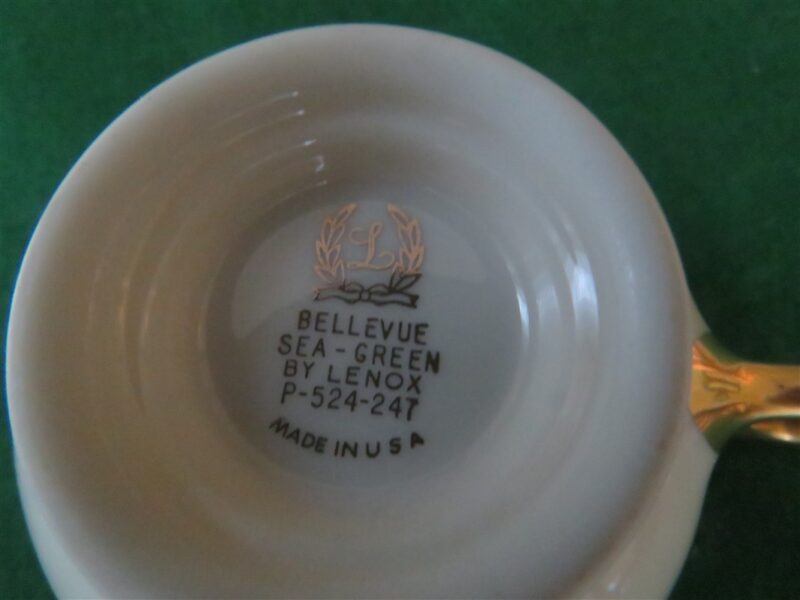 L
BELLEVUE
SEA-GREEN
BY LENOX
P-524-247
MADE IN USA